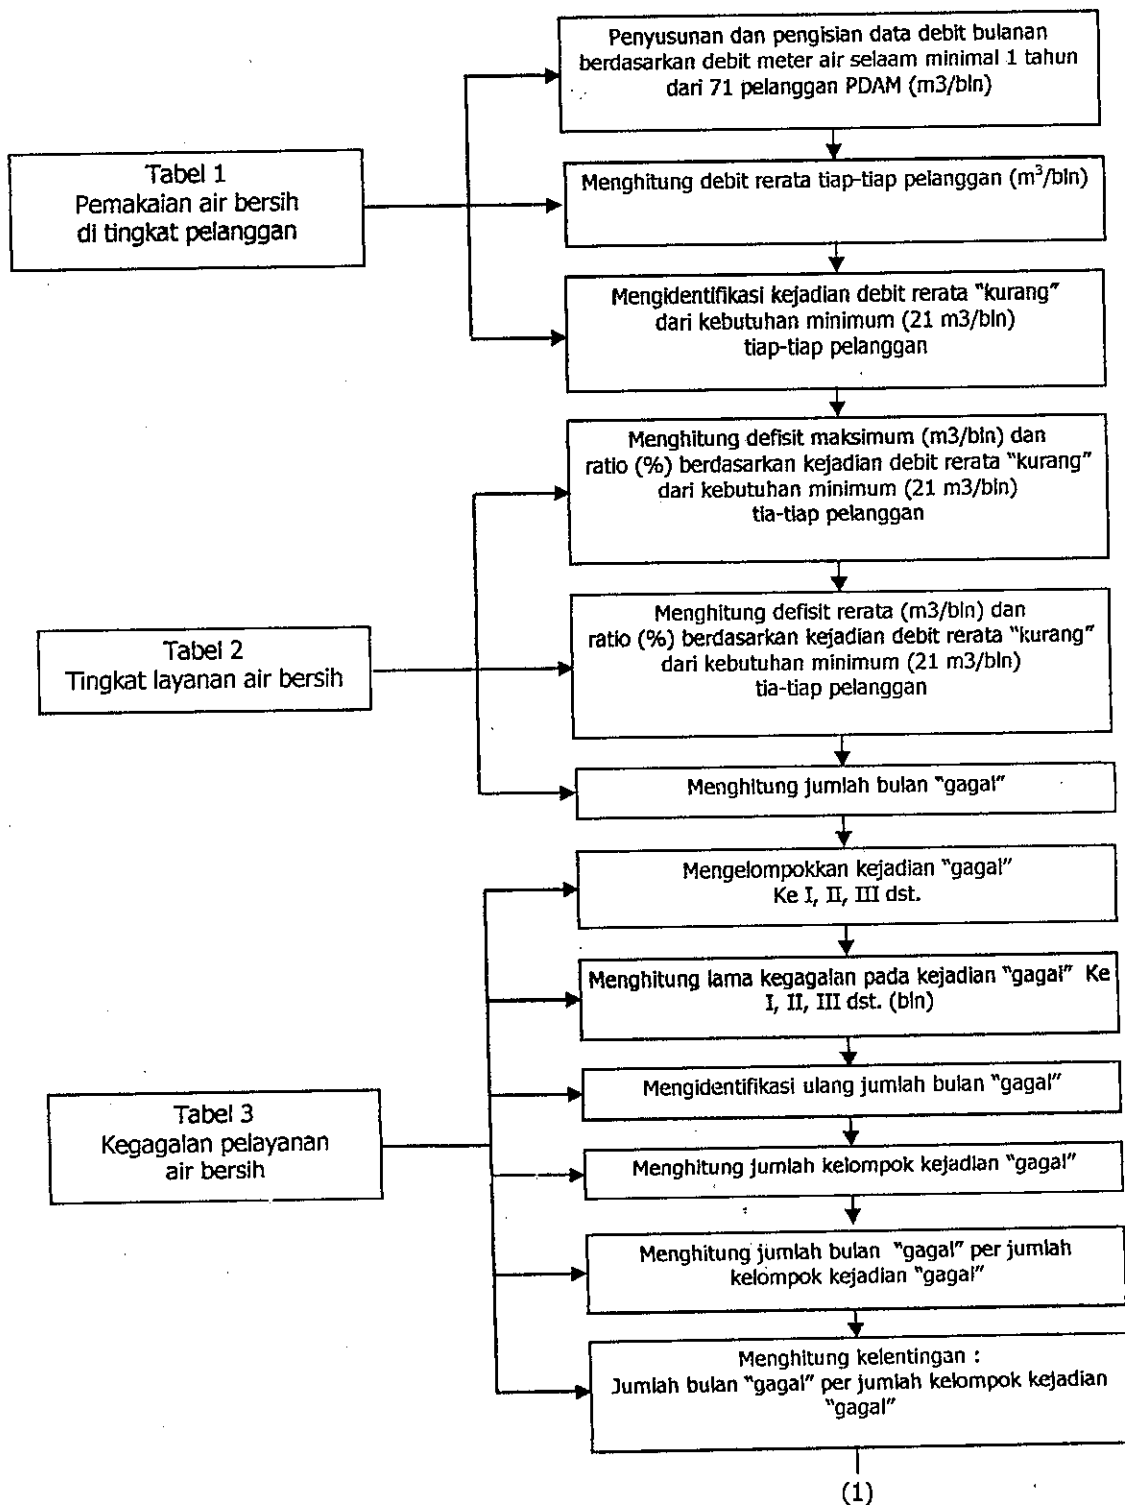 Penyusunan dan pengisian data debit bulanan
berdasarkan debit meter air selaam minimal 1 tahun
dari 71 pelanggan PDAM (m3/bln)
Tabel 1
Pemakaian air bersih
di tingkat pelanggan
Menghitung debit rerata tiap-tiap pelanggan (m³/bln)
Mengidentifikasi kejadian debit rerata "kurang"
dari kebutuhan minimum (21 m3/bln)
tiap-tiap pelanggan
Menghitung defisit maksimum (m3/bln) dan
ratio (%) berdasarkan kejadian debit rerata "kurang"
dari kebutuhan minimum (21 m3/bln)
tia-tiap pelanggan
Tabel 2
Tingkat layanan air bersih
Menghitung defisit rerata (m3/bln) dan
ratio (%) berdasarkan kejadian debit rerata "kurang"
dari kebutuhan minimum (21 m3/bln)
tia-tiap pelanggan
Menghitung jumlah bulan "gagal"
Mengelompokkan kejadian "gagal"
Ke I, II, III dst.
Menghitung lama kegagalan pada kejadian "gagal" Ke
I, II, III dst. (bln)
Mengidentifikasi ulang jumlah bulan "gagal"
Tabel 3
Kegagalan pelayanan
air bersih
Menghitung jumlah kelompok kejadian "gagal"
Menghitung jumlah bulan "gagal" per jumlah
kelompok kejadian "gagal"
Menghitung kelentingan :
Jumlah bulan "gagal" per jumlah kelompok kejadian
"gagal"
(1)